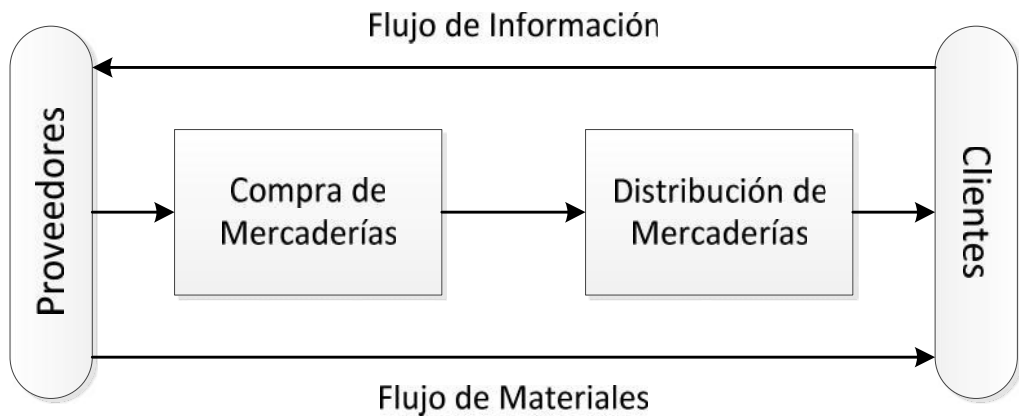 Flujo de Información
Proveedores
Compra de
Mercaderías
Distribución de
Mercaderías
Clientes
Flujo de Materiales